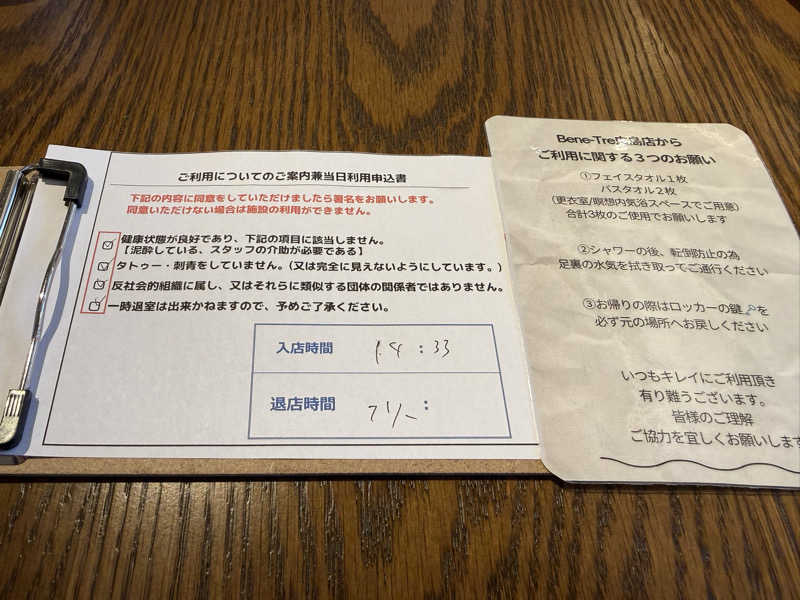 ご利用についてのご案内兼当日利用申込書
下記の内容に同意をしていただけましたら署名をお願いします。
同意いただけない場合は施設の利用ができません。
健康状態が良好であり、下記の項目に該当しません。
【泥酔している、スタッフの介助が必要である】
タトゥー・刺青をしていません。（又は完全に見えないようにしています。）
反社会的組織に属し、又はそれらに類似する団体の関係者ではありません。
一時退室は出来かねますので、予めご了承ください。
入店時間 14:33
退店時間 フリー:
Bene-Tre広島店から
ご利用に関する3つのお願い
①フェイスタオル1枚
バスタオル2枚
(更衣室/瞑想内気浴スペースでご用意)
合計3枚のご使用でお願いします
②シャワーの後、転倒防止の為
足裏の水気を拭き取ってご通行ください
③お帰りの際はロッカーの鍵🔑を
必ず元の場所へお戻しください
いつもキレイにご利用頂き
有り難うございます。
皆様のご理解
ご協力を宜しくお願いします